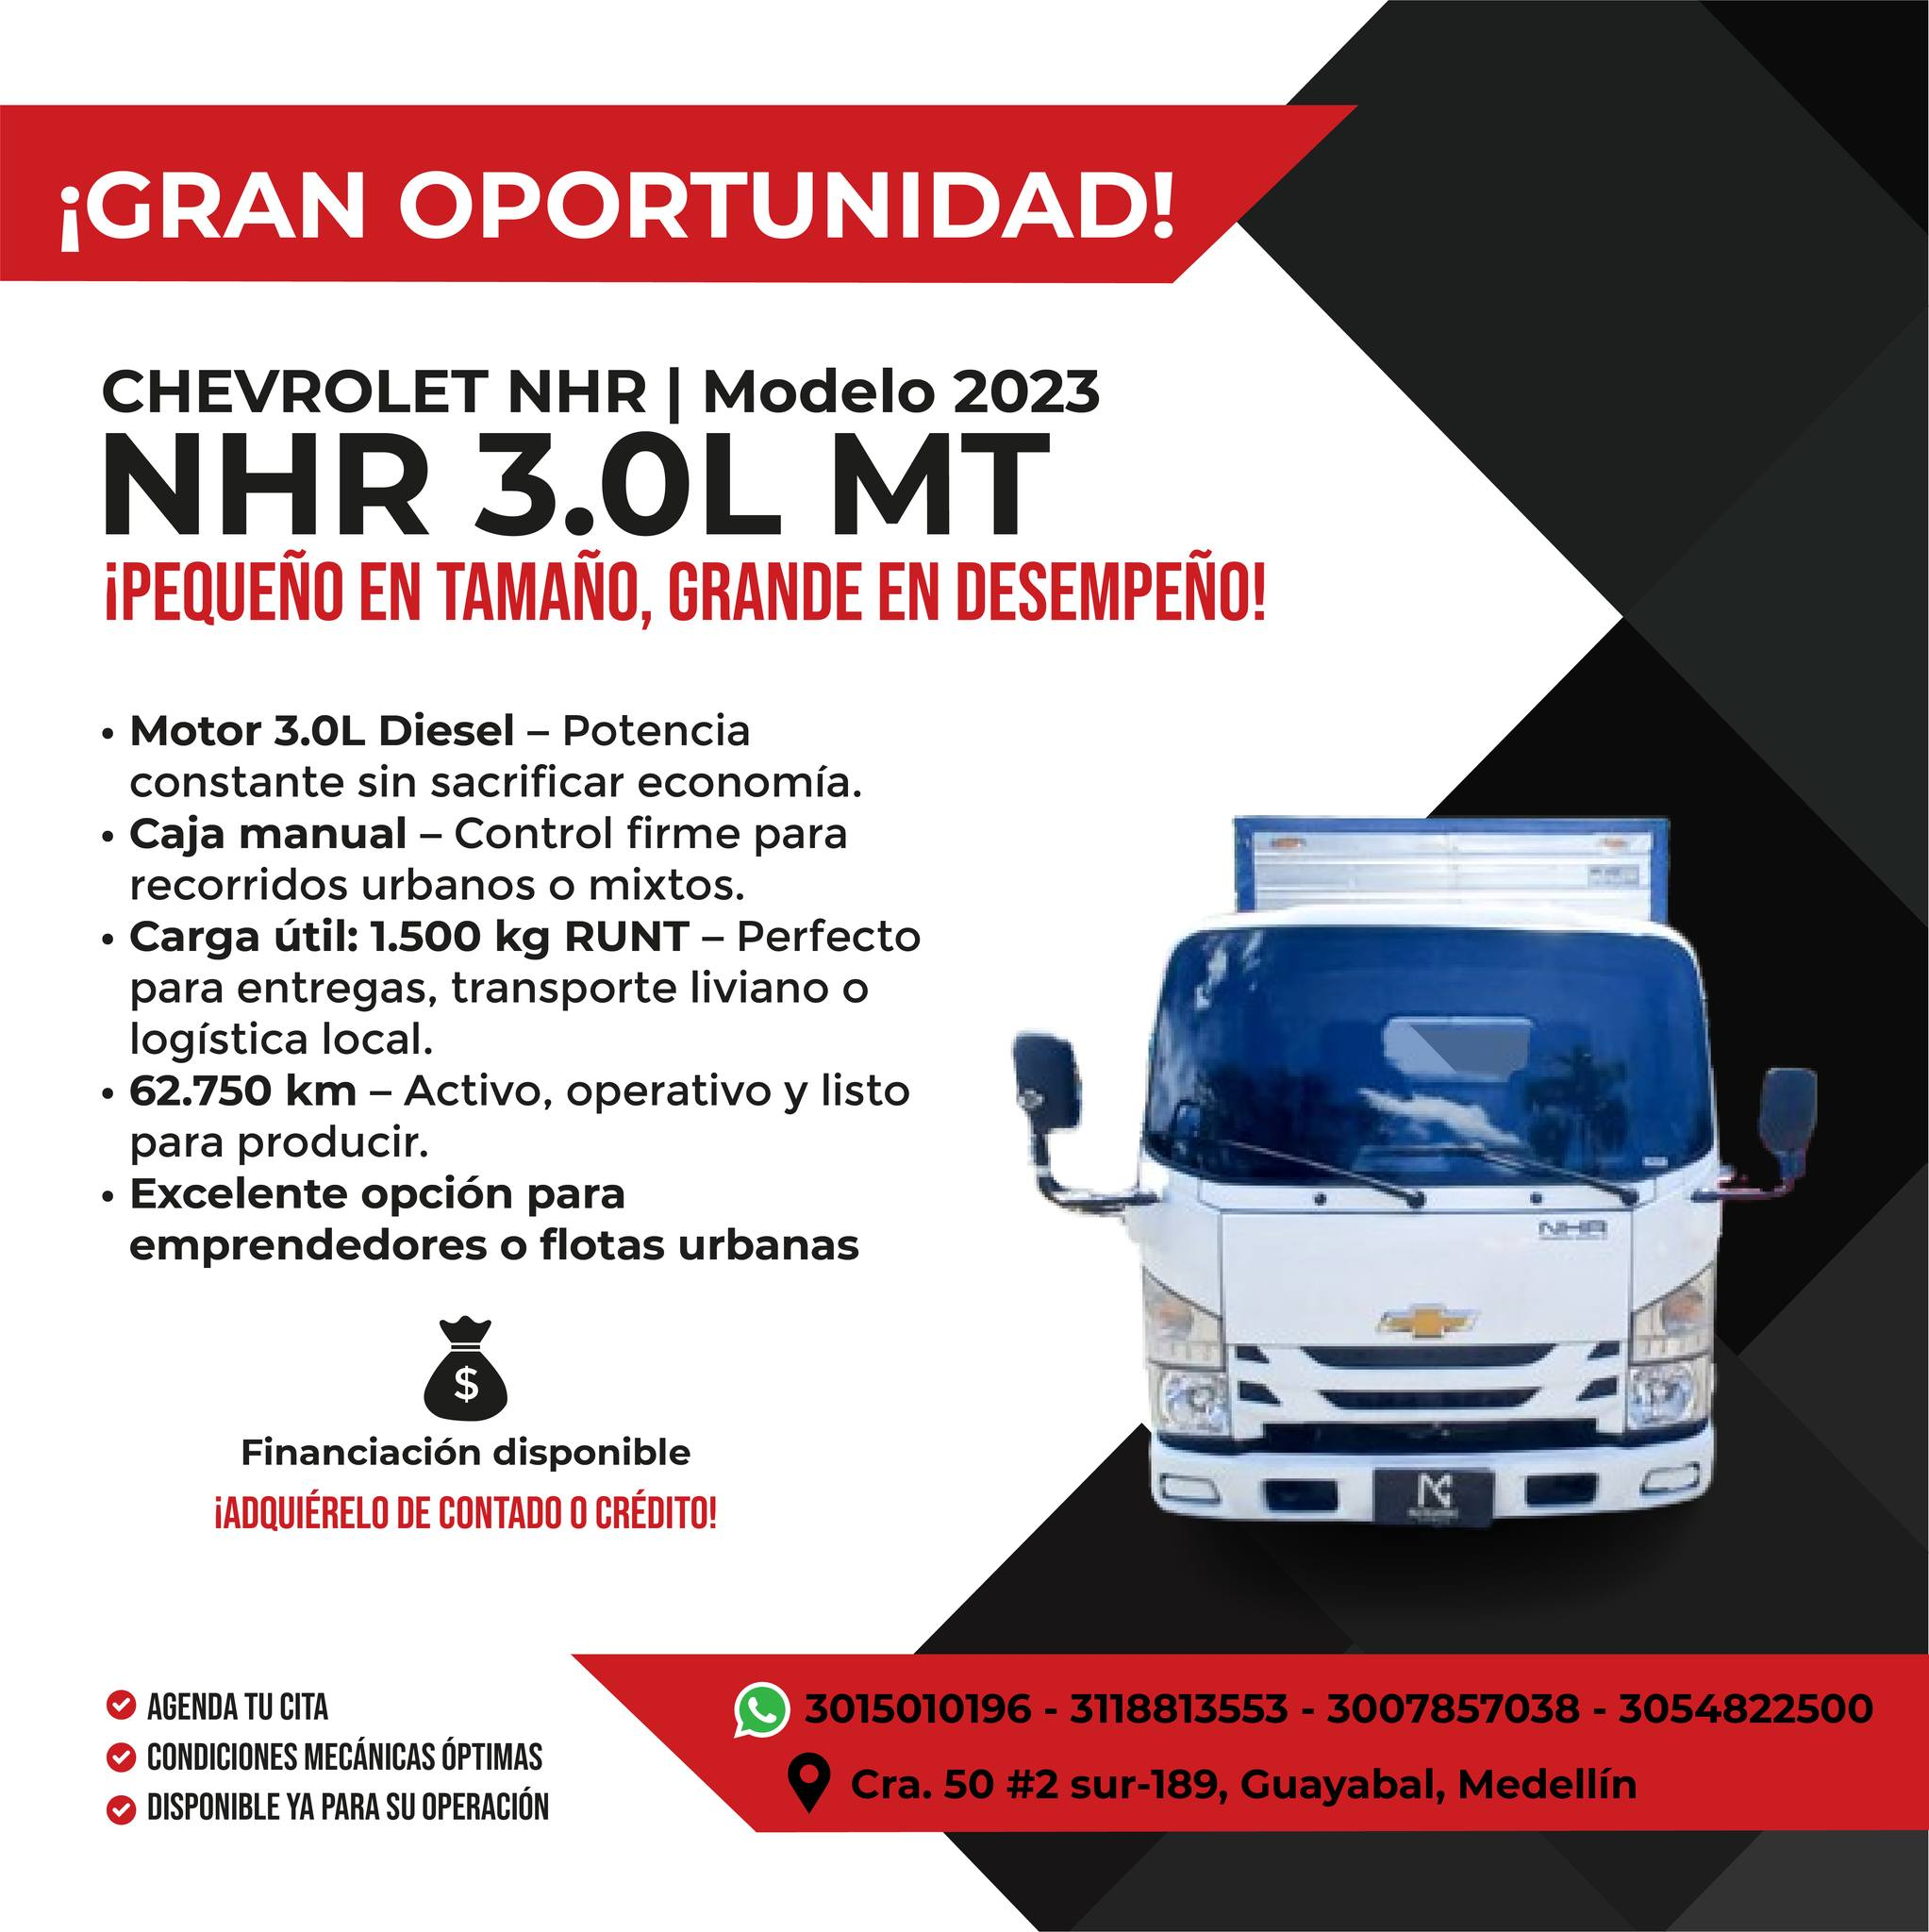 ¡GRAN OPORTUNIDAD!
CHEVROLET NHR | Modelo 2023
NHR 3.0L MT
¡PEQUEÑO EN TAMAÑO, GRANDE EN DESEMPEÑO!
• Motor 3.0L Diesel – Potencia
constante sin sacrificar economía.
• Caja manual – Control firme para
recorridos urbanos o mixtos.
• Carga útil: 1.500 kg RUNT – Perfecto
para entregas, transporte liviano o
logística local.
• 62.750 km – Activo, operativo y listo
para producir.
• Excelente opción para
emprendedores o flotas urbanas
NHR
$
Financiación disponible
¡ADQUIÉRELO DE CONTADO O CRÉDITO!
AGENDA TU CITA
CONDICIONES MECÁNICAS ÓPTIMAS
DISPONIBLE YA PARA SU OPERACIÓN
3015010196 - 3118813553 - 3007857038 - 3054822500
Cra. 50 #2 sur-189, Guayabal, Medellín